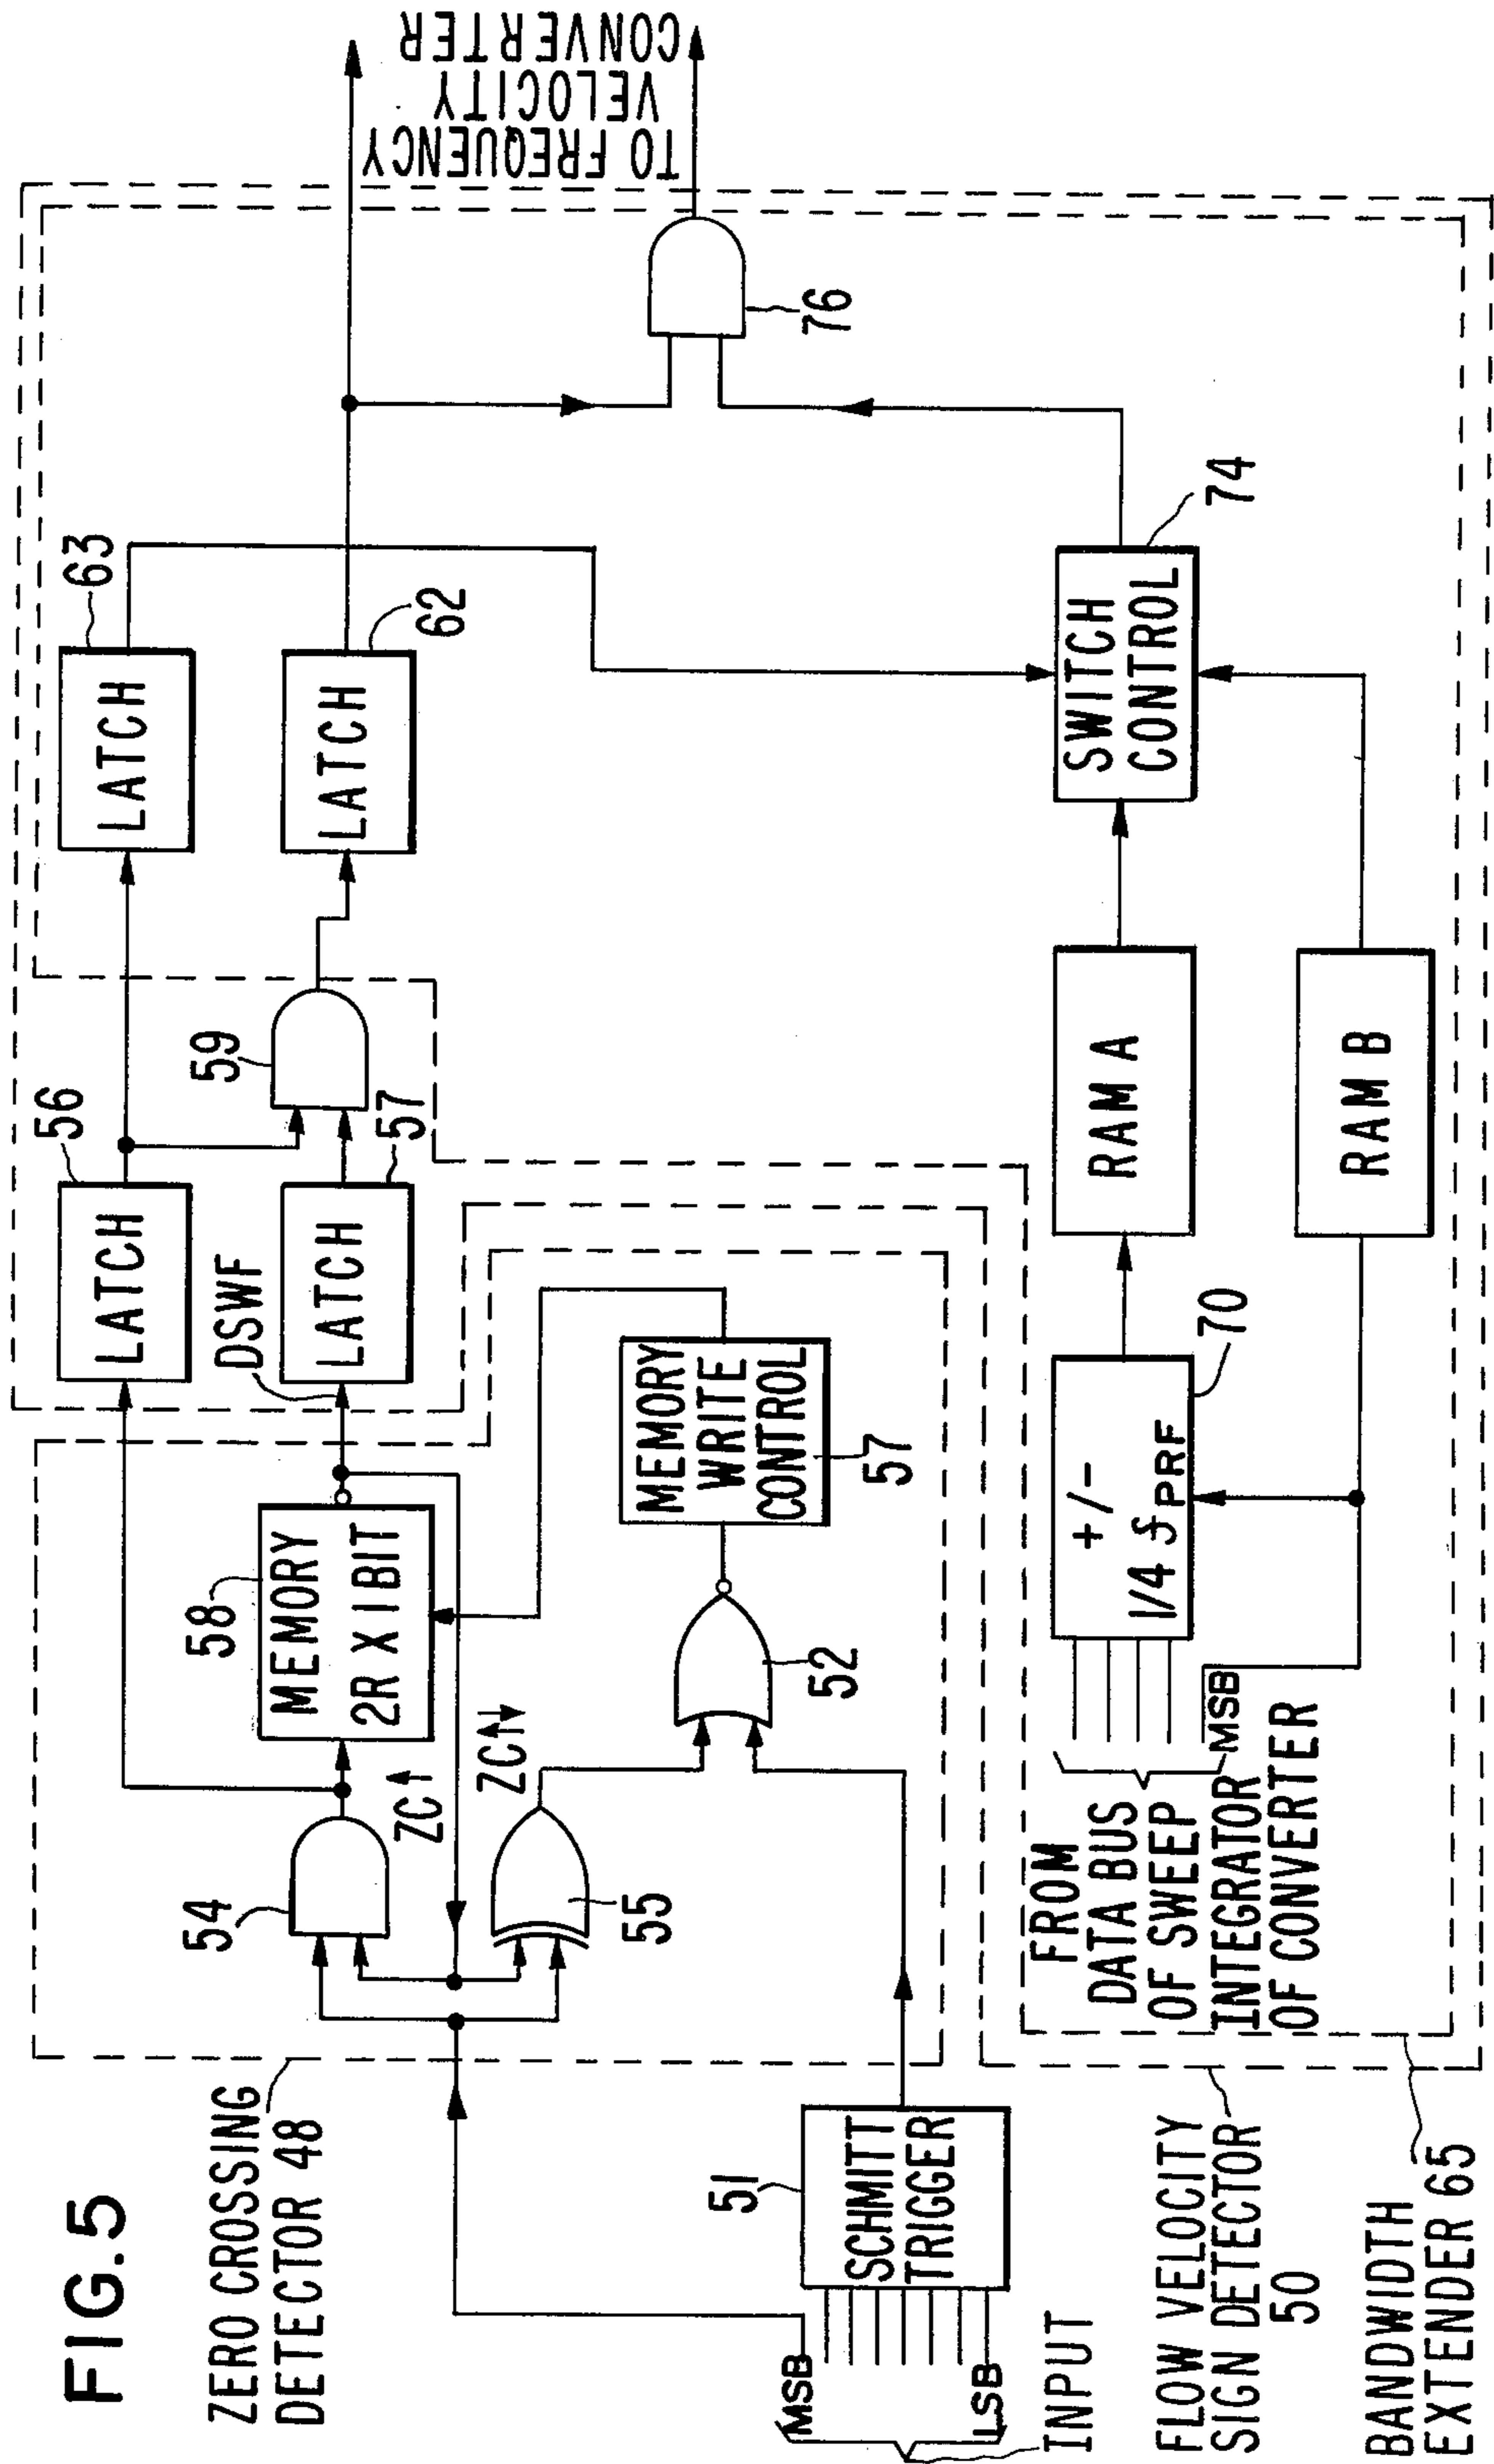 FIG.5
ZERO CROSSING
DETECTOR 48
54
ZC↑
55
ZC↑↓
58
MEMORY
2R X 1BIT
DSWF
52
MEMORY
WRITE
CONTROL
57
56
LATCH
LATCH
57
59
63
LATCH
LATCH
62
TO FREQUENCY
VELOCITY
CONVERTER
76
MSB
LSB
INPUT
51
SCHMITT
TRIGGER
FLOW VELOCITY
SIGN DETECTOR
50
BANDWIDTH
EXTENDER 65
FROM
DATA BUS
OF SWEEP
INTEGRATOR
OF CONVERTER
MSB
+/-
1/4 fPRF
70
RAM A
RAM B
SWITCH
CONTROL
74